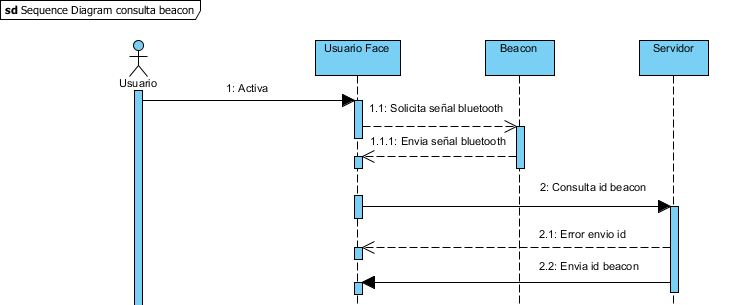 sd Sequence Diagram consulta beacon
Usuario
Usuario Face
Beacon
Servidor
1: Activa
1.1: Solicita señal bluetooth
1.1.1: Envia señal bluetooth
2: Consulta id beacon
2.1: Error envio id
2.2: Envia id beacon